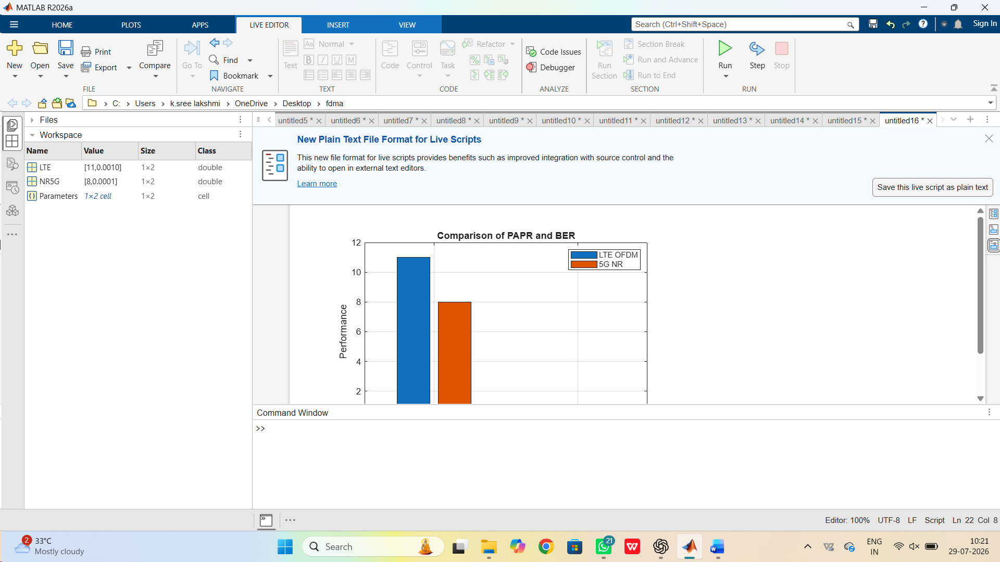 MATLAB R2026a
HOME PLOTS APPS LIVE EDITOR INSERT VIEW Search (Ctrl+Shift+Space) Sign In
New Open Save Print Export Compare Go To Find Bookmark Text Aa Normal B I U M Code Control Task Refactor Code Issues Debugger Run Section Section Break Run and Advance Run to End Run Step Stop
FILE NAVIGATE TEXT CODE ANALYZE SECTION RUN
C: › Users › k.sree lakshmi › OneDrive › Desktop › fdma
Files
untitled5 * untitled6 * untitled7 * untitled8 * untitled9 * untitled10 * untitled11 * untitled12 * untitled13 * untitled14 * untitled15 * untitled16 *
Workspace
Name Value Size Class
LTE [11,0.0010] 1×2 double
NR5G [8,0.0001] 1×2 double
Parameters 1×2 cell 1×2 cell
New Plain Text File Format for Live Scripts
This new file format for live scripts provides benefits such as improved integration with source control and the
ability to open in external text editors.
Learn more
Save this live script as plain text
Comparison of PAPR and BER
12
10
8
6
4
2
Performance
LTE OFDM
5G NR
Command Window
>>
Editor: 100% UTF-8 LF Script Ln 22 Col 8
2
33°C
Mostly cloudy
Search
21
ENG
IN
10:21
29-07-2026